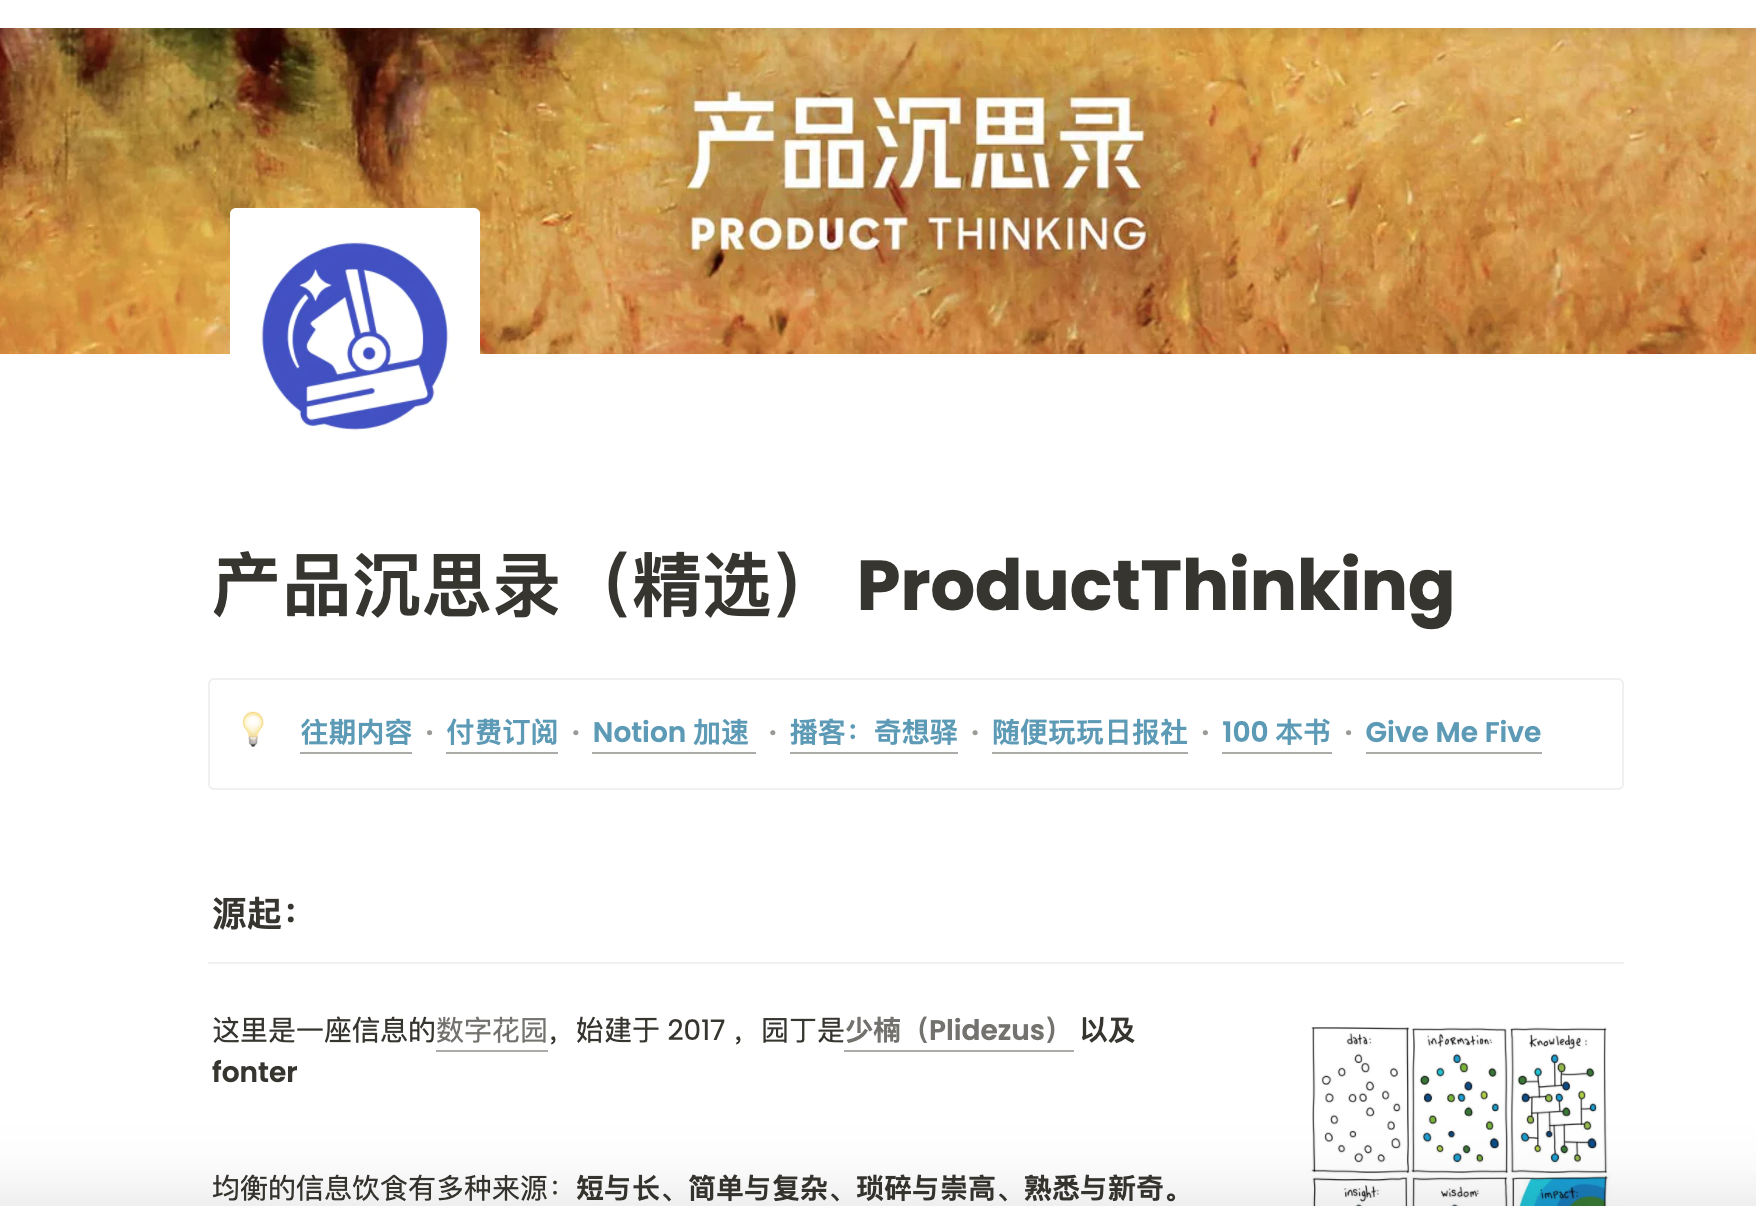 产品沉思录
PRODUCT THINKING
产品沉思录（精选） ProductThinking
往期内容 · 付费订阅 · Notion 加速 · 播客：奇想驿 · 随便玩玩日报社 · 100 本书 · Give Me Five
源起：
这里是一座信息的数字花园，始建于 2017 ，园丁是少楠（Plidezus） 以及
fonter
均衡的信息饮食有多种来源：短与长、简单与复杂、琐碎与崇高、熟悉与新奇。
data: information: knowledge:
insight: wisdom: impact: